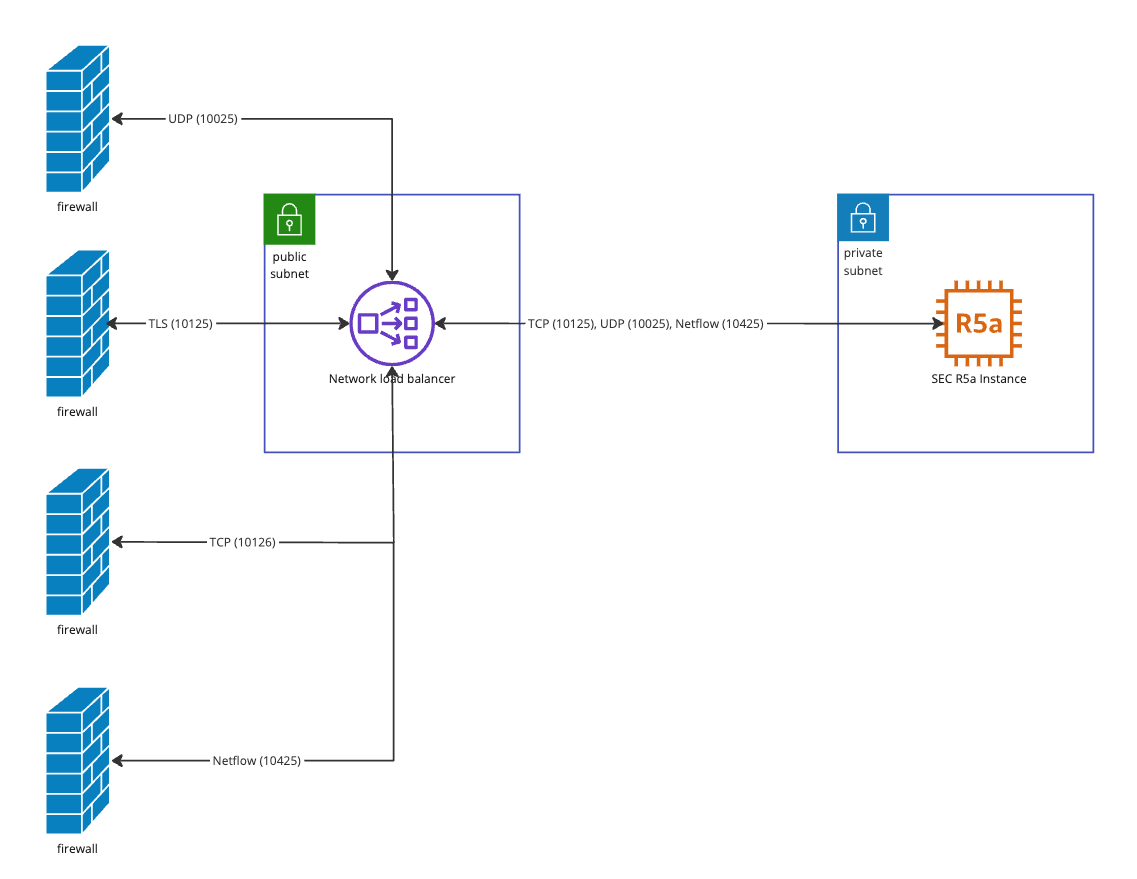 UDP (10025)
firewall
public
subnet
private
subnet
TLS (10125)
TCP (10125), UDP (10025), Netflow (10425)
R5a
Network load balancer
SEC R5a Instance
firewall
TCP (10126)
firewall
Netflow (10425)
firewall